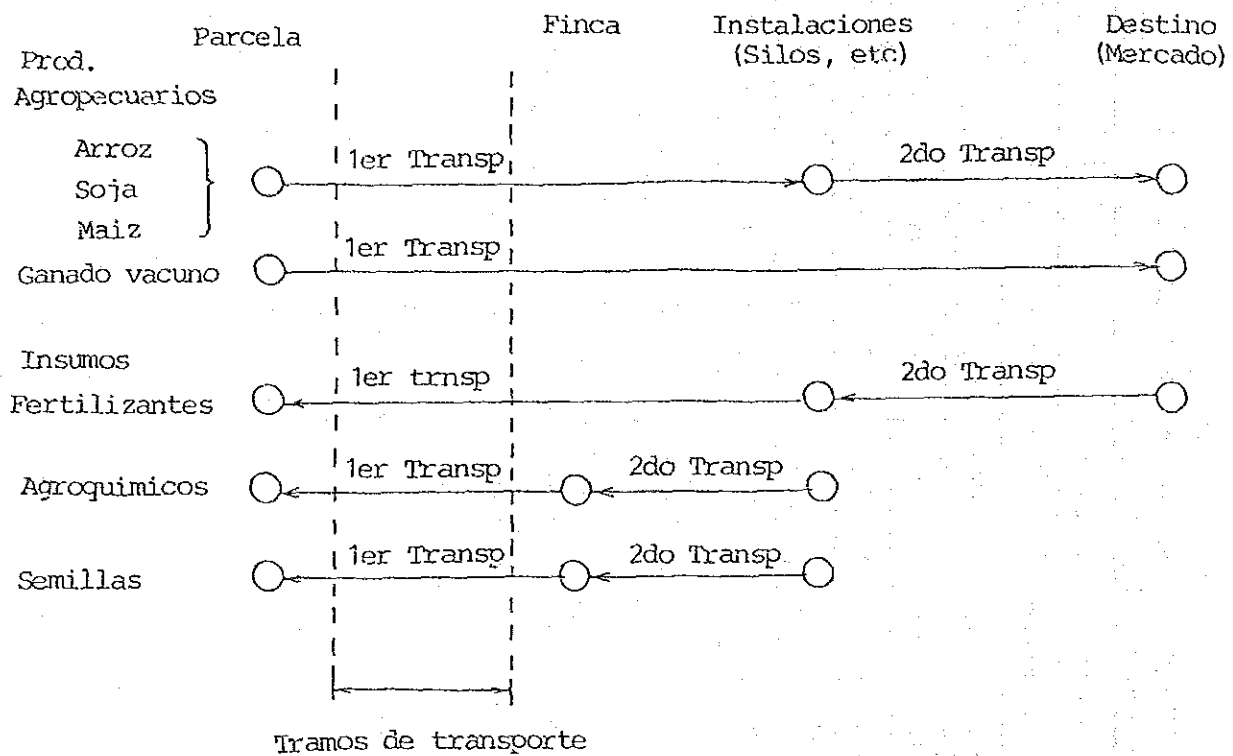 Parcela Finca Instalaciones Destino
(Silos, etc) (Mercado)
Prod.
Agropecuarios
Arroz
Soja
Maiz
1er Transp 2do Transp
Ganado vacuno 1er Transp
Insumos
Fertilizantes 1er trnsp 2do Transp
Agroquimicos 1er Transp 2do Transp
Semillas 1er Transp 2do Transp
Tramos de transporte